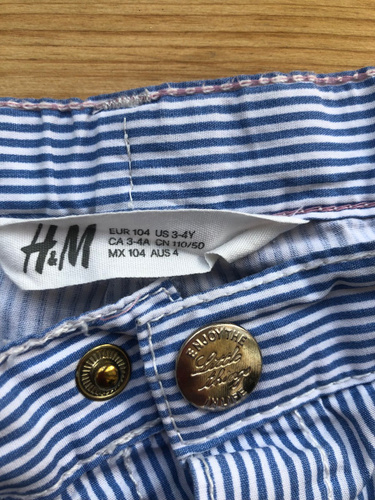 H&M
EUR 104 US 3-4Y
CA 3-4A CN 110/50
MX 104 AUS 4
ENJOY THE